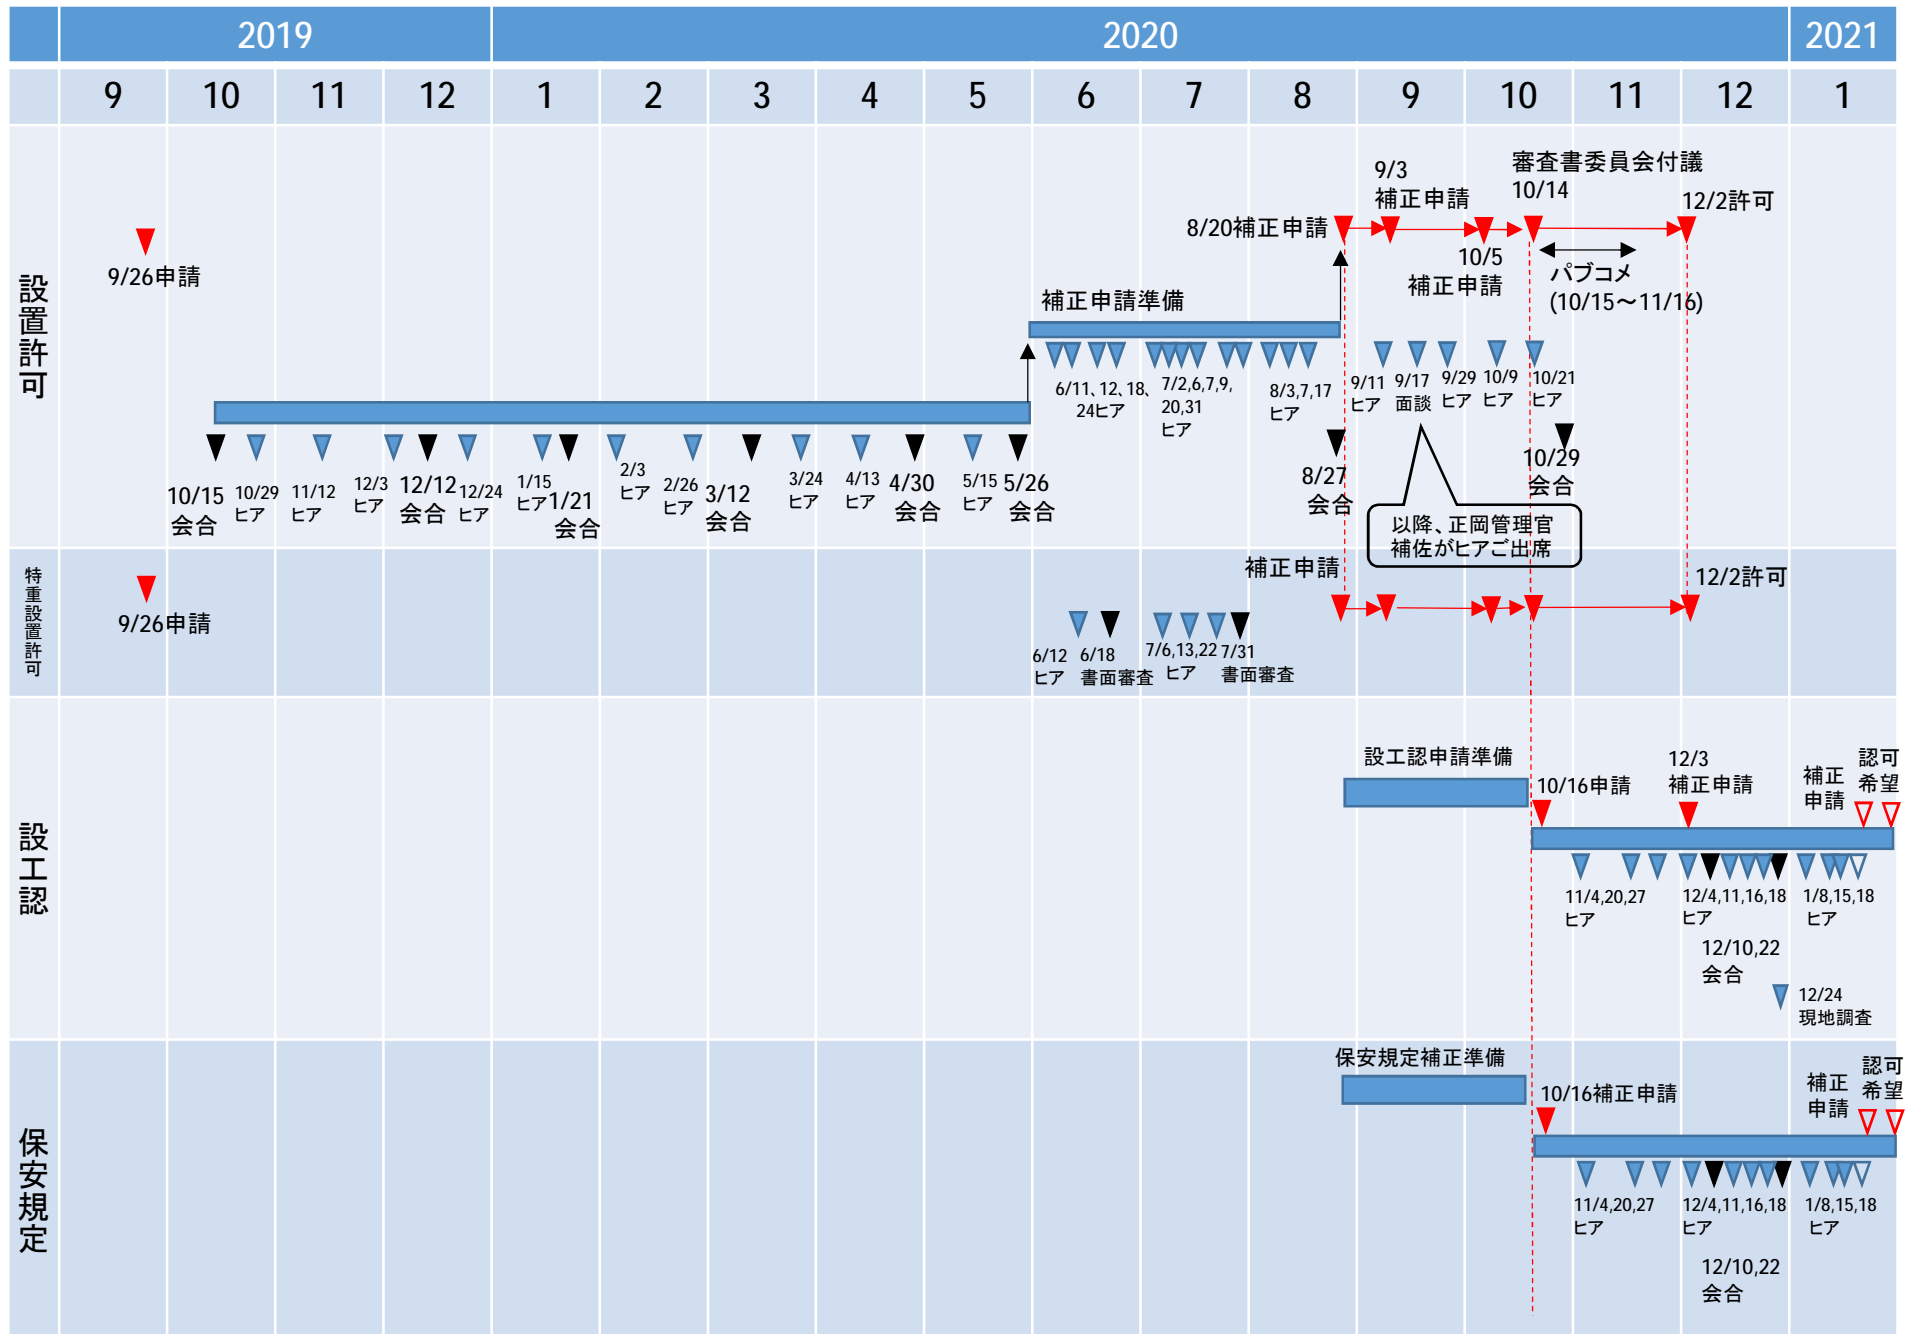 2019
2020
2021
9
10
11
12
1
2
3
4
5
6
7
8
9
10
11
12
1
設置許可
9/26申請
10/15
会合
10/29
ヒア
11/12
ヒア
12/3
ヒア
12/12
会合
12/24
ヒア
1/15
ヒア
1/21
会合
2/3
ヒア
2/26
ヒア
3/12
会合
3/24
ヒア
4/13
ヒア
4/30
会合
5/15
ヒア
5/26
会合
補正申請準備
6/11、12、18、
24ヒア
7/2,6,7,9,
20,31
ヒア
8/3,7,17
ヒア
8/20補正申請
9/3
補正申請
10/5
補正申請
審査書委員会付議
10/14
12/2許可
パブコメ
(10/15～11/16)
9/11
ヒア
9/17
面談
9/29
ヒア
10/9
ヒア
10/21
ヒア
8/27
会合
10/29
会合
以降、正岡管理官
補佐がヒアご出席
特重設置許可
9/26申請
6/12
ヒア
6/18
書面審査
7/6,13,22
ヒア
7/31
書面審査
補正申請
12/2許可
設工認
設工認申請準備
10/16申請
12/3
補正申請
補正
申請
認可
希望
11/4,20,27
ヒア
12/4,11,16,18
ヒア
1/8,15,18
ヒア
12/10,22
会合
12/24
現地調査
保安規定
保安規定補正準備
10/16補正申請
補正
申請
認可
希望
11/4,20,27
ヒア
12/4,11,16,18
ヒア
1/8,15,18
ヒア
12/10,22
会合